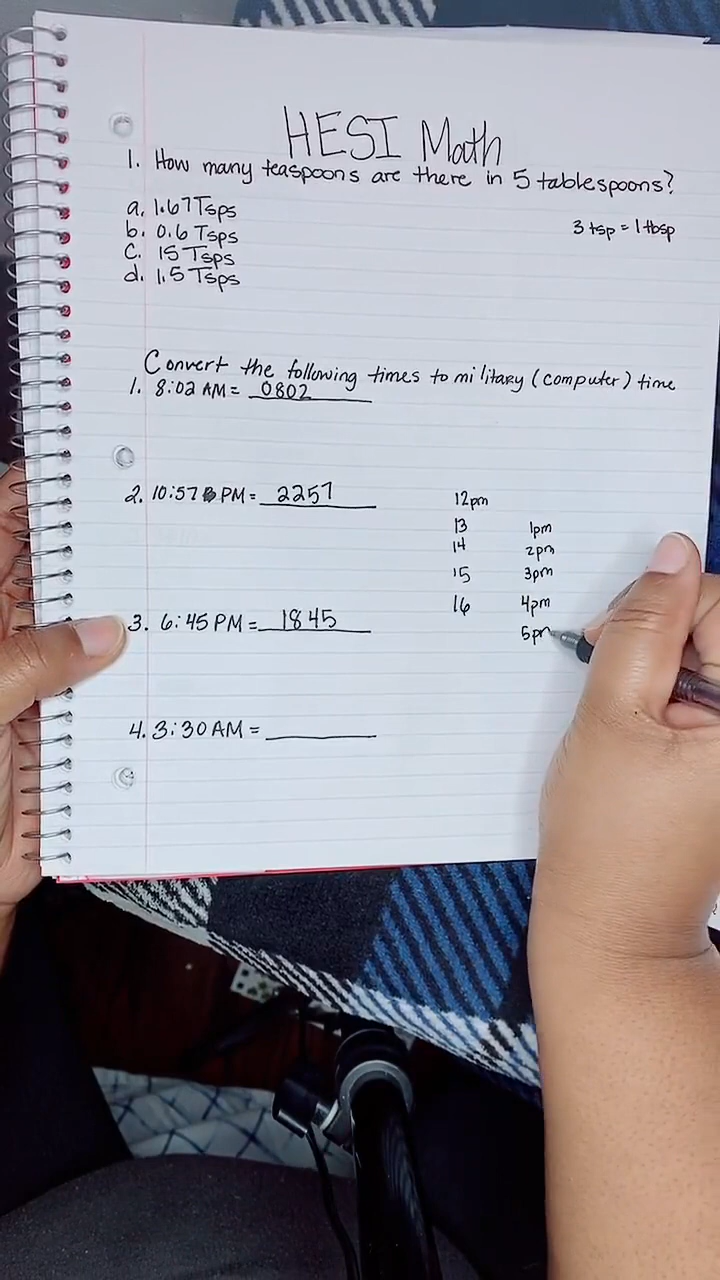 HESI Math
1. How many teaspoons are there in 5 tablespoons?
a. 1.67 Tsps
3 tsp = 1 tbsp
b. 0.6 Tsps
c. 15 Tsps
d. 1.5 Tsps
Convert the following times to military (computer) time
1. 8:02 AM = 0802
2. 10:57 PM = 2257
12pm
13 1pm
14 2pm
15 3pm
16 4pm
3. 6:45 PM = 1845
5pm
4. 3:30 AM =